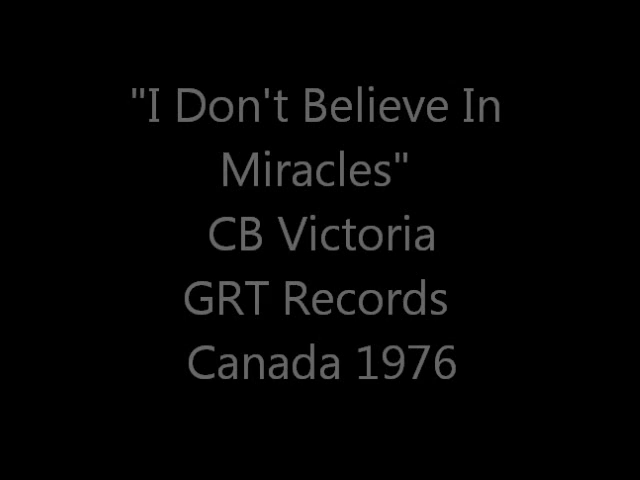 "I Don't Believe In
Miracles"
CB Victoria
GRT Records
Canada 1976